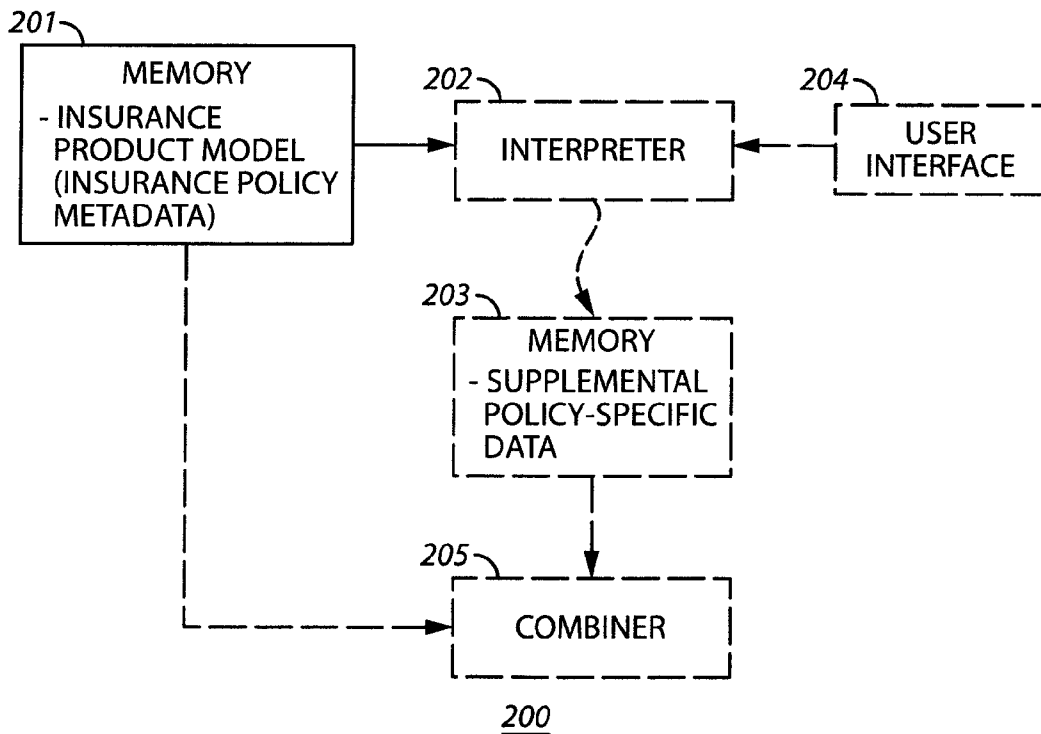 201
MEMORY
- INSURANCE
PRODUCT MODEL
(INSURANCE POLICY
METADATA)
202
INTERPRETER
204
USER
INTERFACE
203
MEMORY
- SUPPLEMENTAL
POLICY-SPECIFIC
DATA
205
COMBINER
200